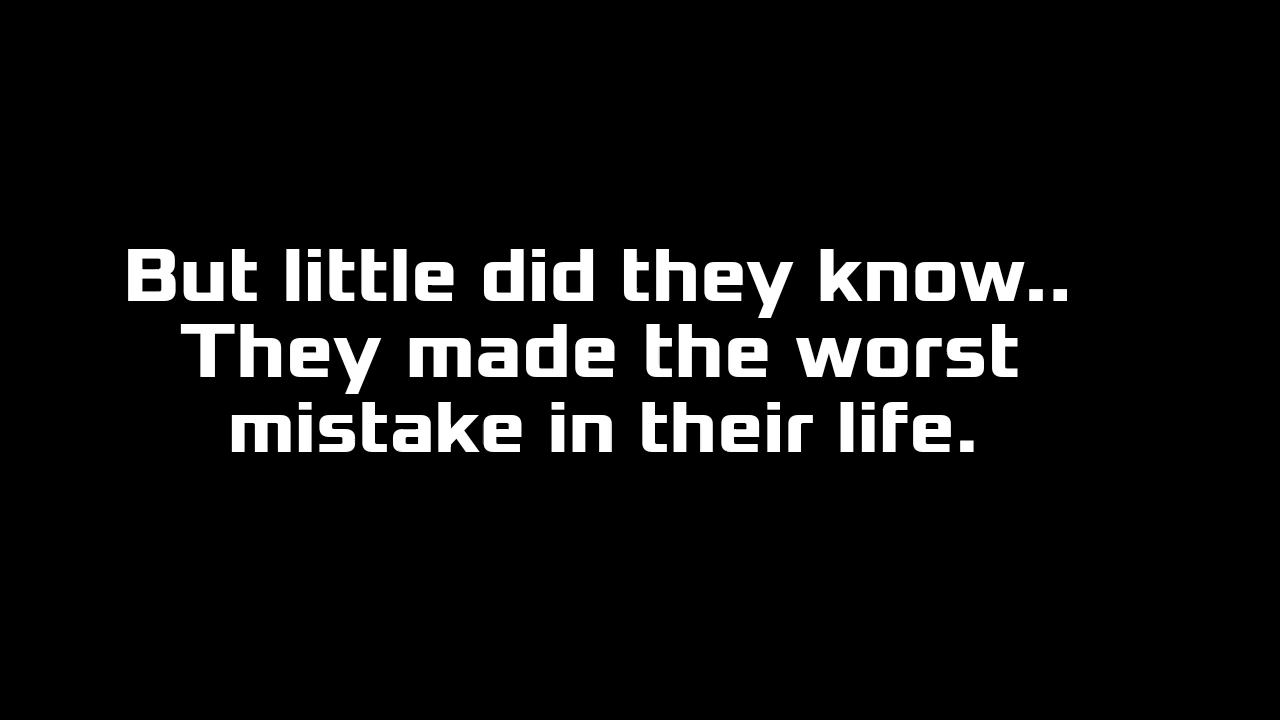 But little did they know..
They made the worst
mistake in their life.